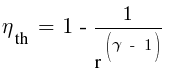 η_th = 1 - 1 / r^(γ - 1)